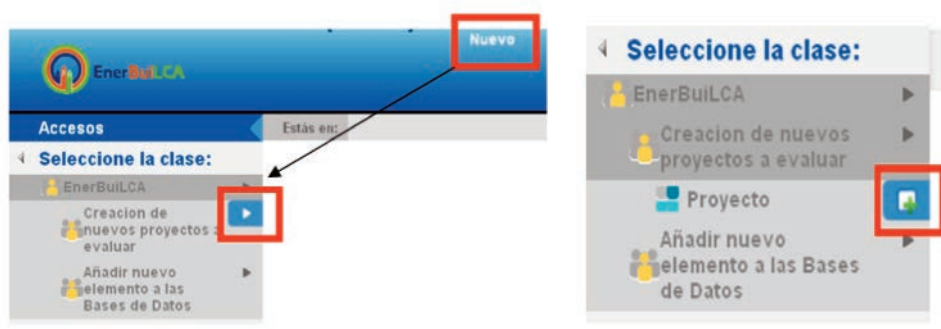 Nuevo
EnerBuiLCA
Accesos
Estás en:
Seleccione la clase:
EnerBuiLCA
Creacion de
nuevos proyectos a
evaluar
Añadir nuevo
elemento a las
Bases de Datos
Seleccione la clase:
EnerBuiLCA
Creacion de nuevos
proyectos a evaluar
Proyecto
Añadir nuevo
elemento a las Bases
de Datos